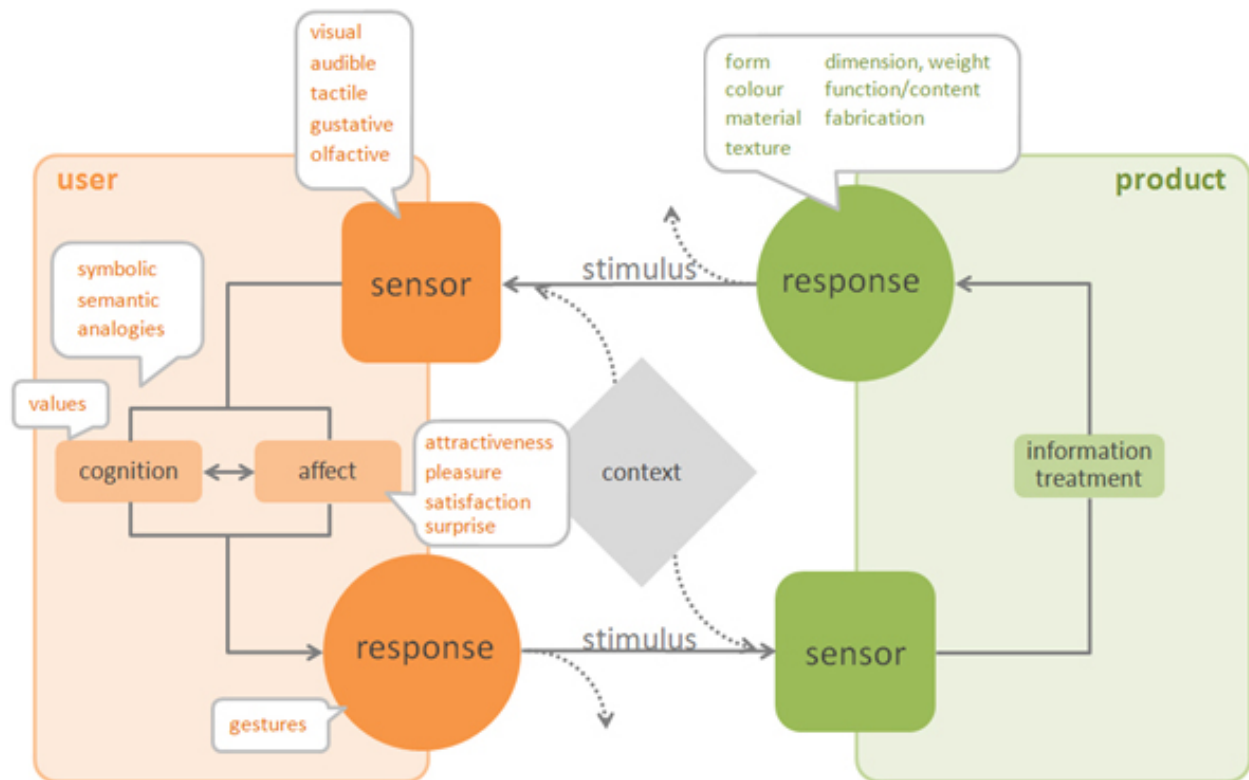 visual
audible
tactile
gustative
olfactive
form
dimension, weight
colour
function/content
material
fabrication
texture
user
product
symbolic
semantic
analogies
sensor
stimulus
response
values
cognition
affect
attractiveness
pleasure
satisfaction
surprise
context
information
treatment
response
stimulus
sensor
gestures